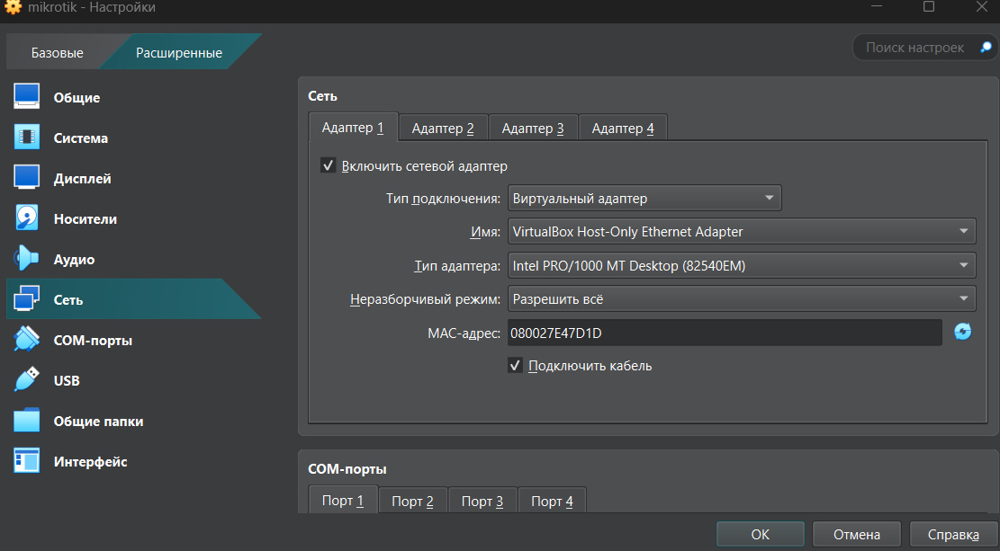 mikrotik - Настройки
Базовые
Расширенные
Поиск настроек
Общие
Система
Дисплей
Носители
Аудио
Сеть
COM-порты
USB
Общие папки
Интерфейс
Сеть
Адаптер 1 Адаптер 2 Адаптер 3 Адаптер 4
Включить сетевой адаптер
Тип подключения: Виртуальный адаптер
Имя: VirtualBox Host-Only Ethernet Adapter
Тип адаптера: Intel PRO/1000 MT Desktop (82540EM)
Неразборчивый режим: Разрешить всё
MAC-адрес: 080027E47D1D
Подключить кабель
COM-порты
Порт 1 Порт 2 Порт 3 Порт 4
OK Отмена Справка